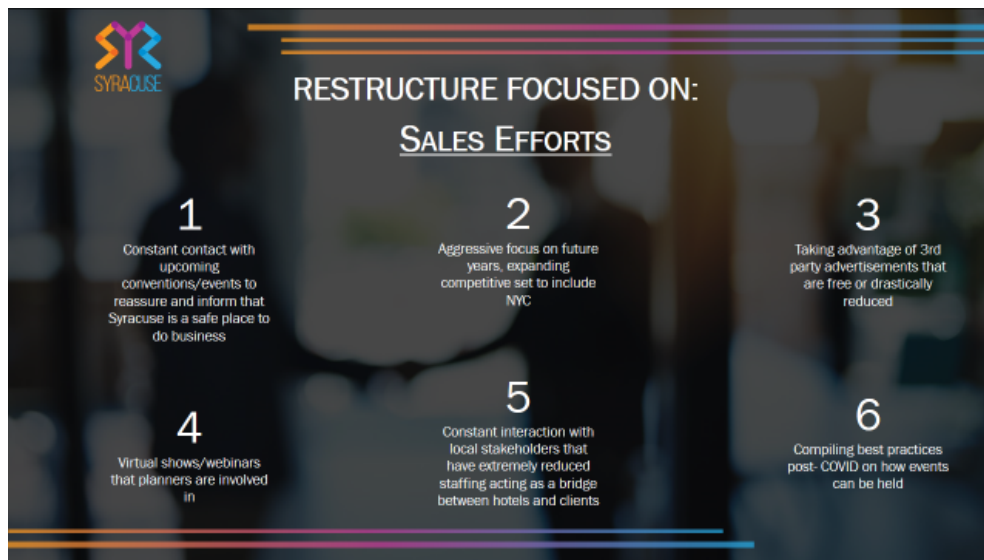 SYRACUSE
RESTRUCTURE FOCUSED ON:
SALES EFFORTS
1
Constant contact with
upcoming
conventions/events to
reassure and inform that
Syracuse is a safe place to
do business
2
Aggressive focus on future
years, expanding
competitive set to include
NYC
3
Taking advantage of 3rd
party advertisements that
are free or drastically
reduced
4
Virtual shows/webinars
that planners are involved
in
5
Constant interaction with
local stakeholders that
have extremely reduced
staffing acting as a bridge
between hotels and clients
6
Compiling best practices
post- COVID on how events
can be held